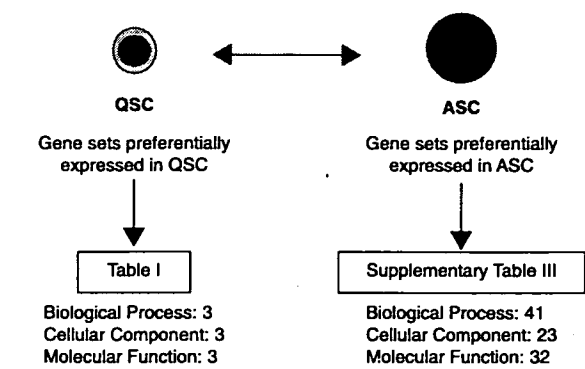 QSC
ASC
Gene sets preferentially
expressed in QSC
Gene sets preferentially
expressed in ASC
Table I
Supplementary Table III
Biological Process: 3
Cellular Component: 3
Molecular Function: 3
Biological Process: 41
Cellular Component: 23
Molecular Function: 32